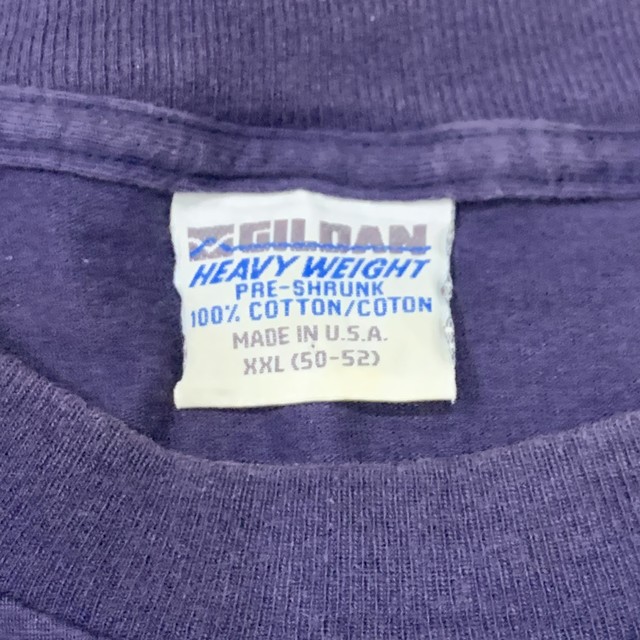 GILDAN
HEAVY WEIGHT
PRE-SHRUNK
100% COTTON/COTON
MADE IN U.S.A.
XXL (50-52)